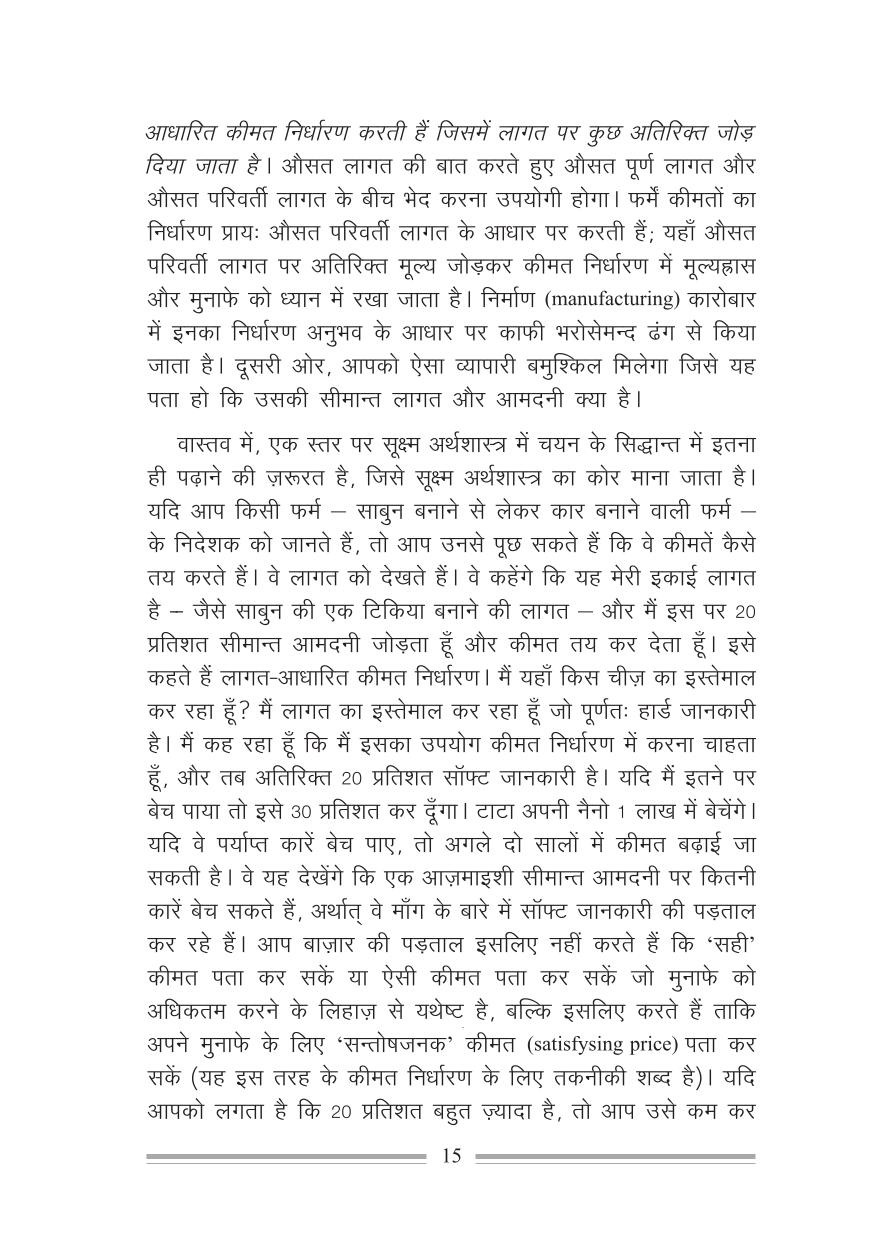 आधारित कीमत निर्धारण करती हैं जिसमें लागत पर कुछ अतिरिक्त जोड़
दिया जाता है। औसत लागत की बात करते हुए औसत पूर्ण लागत और
औसत परिवर्ती लागत के बीच भेद करना उपयोगी होगा। फर्में कीमतों का
निर्धारण प्रायः औसत परिवर्ती लागत के आधार पर करती हैं; यहाँ औसत
परिवर्ती लागत पर अतिरिक्त मूल्य जोड़कर कीमत निर्धारण में मूल्यह्रास
और मुनाफे को ध्यान में रखा जाता है। निर्माण (manufacturing) कारोबार
में इनका निर्धारण अनुभव के आधार पर काफी भरोसेमन्द ढंग से किया
जाता है। दूसरी ओर, आपको ऐसा व्यापारी बमुश्किल मिलेगा जिसे यह
पता हो कि उसकी सीमान्त लागत और आमदनी क्या है।
वास्तव में, एक स्तर पर सूक्ष्म अर्थशास्त्र में चयन के सिद्धान्त में इतना
ही पढ़ाने की ज़रूरत है, जिसे सूक्ष्म अर्थशास्त्र का कोर माना जाता है।
यदि आप किसी फर्म – साबुन बनाने से लेकर कार बनाने वाली फर्म –
के निदेशक को जानते हैं, तो आप उनसे पूछ सकते हैं कि वे कीमतें कैसे
तय करते हैं। वे लागत को देखते हैं। वे कहेंगे कि यह मेरी इकाई लागत
है – जैसे साबुन की एक टिकिया बनाने की लागत – और मैं इस पर 20
प्रतिशत सीमान्त आमदनी जोड़ता हूँ और कीमत तय कर देता हूँ। इसे
कहते हैं लागत-आधारित कीमत निर्धारण। मैं यहाँ किस चीज़ का इस्तेमाल
कर रहा हूँ? मैं लागत का इस्तेमाल कर रहा हूँ जो पूर्णतः हार्ड जानकारी
है। मैं कह रहा हूँ कि मैं इसका उपयोग कीमत निर्धारण में करना चाहता
हूँ, और तब अतिरिक्त 20 प्रतिशत सॉफ्ट जानकारी है। यदि मैं इतने पर
बेच पाया तो इसे 30 प्रतिशत कर दूँगा। टाटा अपनी नैनो 1 लाख में बेचेंगे।
यदि वे पर्याप्त कारें बेच पाए, तो अगले दो सालों में कीमत बढ़ाई जा
सकती है। वे यह देखेंगे कि एक आज़माइशी सीमान्त आमदनी पर कितनी
कारें बेच सकते हैं, अर्थात् वे माँग के बारे में सॉफ्ट जानकारी की पड़ताल
कर रहे हैं। आप बाज़ार की पड़ताल इसलिए नहीं करते हैं कि ‘सही’
कीमत पता कर सकें या ऐसी कीमत पता कर सकें जो मुनाफे को
अधिकतम करने के लिहाज़ से यथेष्ट है, बल्कि इसलिए करते हैं ताकि
अपने मुनाफे के लिए ‘सन्तोषजनक’ कीमत (satisfysing price) पता कर
सकें (यह इस तरह के कीमत निर्धारण के लिए तकनीकी शब्द है)। यदि
आपको लगता है कि 20 प्रतिशत बहुत ज़्यादा है, तो आप उसे कम कर
15